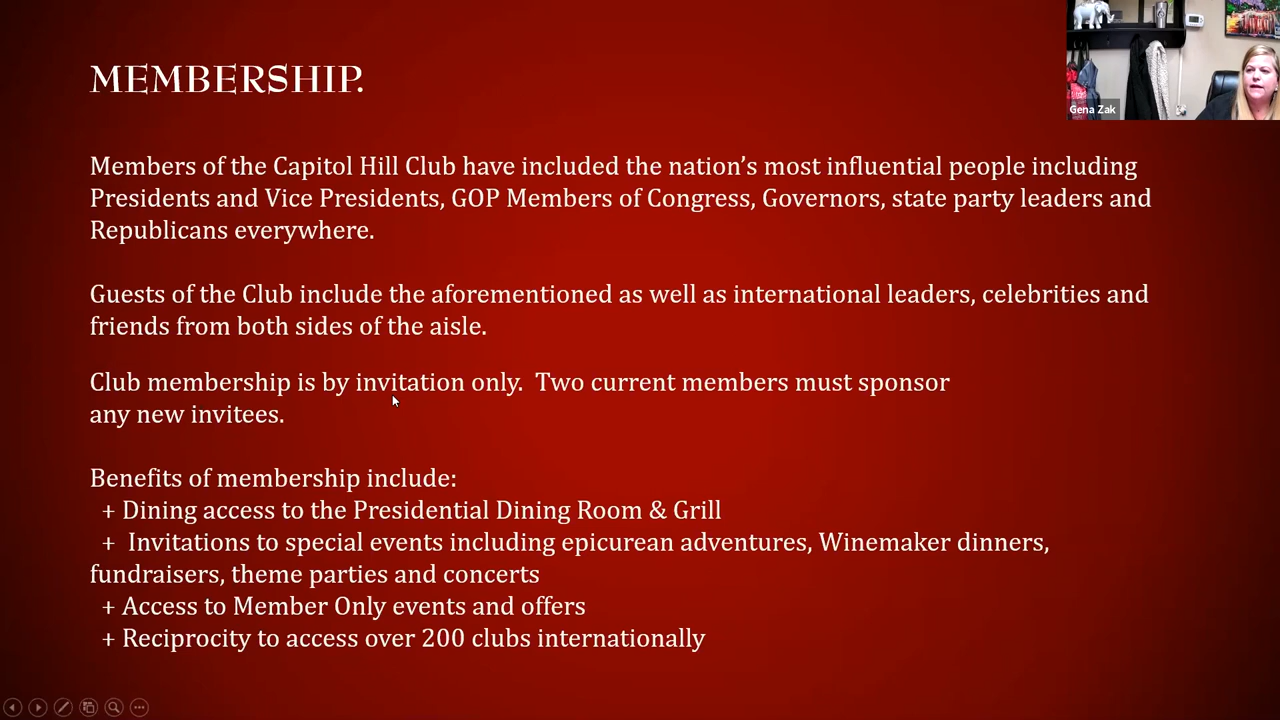 MEMBERSHIP.
Gena Zak
Members of the Capitol Hill Club have included the nation’s most influential people including
Presidents and Vice Presidents, GOP Members of Congress, Governors, state party leaders and
Republicans everywhere.
Guests of the Club include the aforementioned as well as international leaders, celebrities and
friends from both sides of the aisle.
Club membership is by invitation only.  Two current members must sponsor
any new invitees.
Benefits of membership include:
+ Dining access to the Presidential Dining Room & Grill
+  Invitations to special events including epicurean adventures, Winemaker dinners,
fundraisers, theme parties and concerts
+ Access to Member Only events and offers
+ Reciprocity to access over 200 clubs internationally